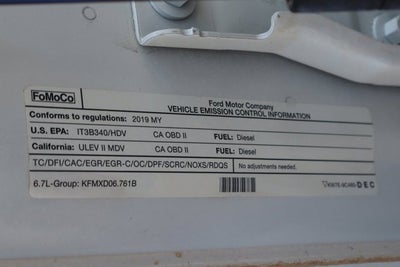 FoMoCo
Ford Motor Company
VEHICLE EMISSION CONTROL INFORMATION
Conforms to regulations: 2019 MY
U.S. EPA: IT3B340/HDV CA OBD II FUEL: Diesel
California: ULEV II MDV CA OBD II FUEL: Diesel
TC/DFI/CAC/EGR/EGR-C/OC/DPF/SCRC/NOXS/RDQS No adjustments needed.
6.7L-Group: KFMXD06.761B DEC